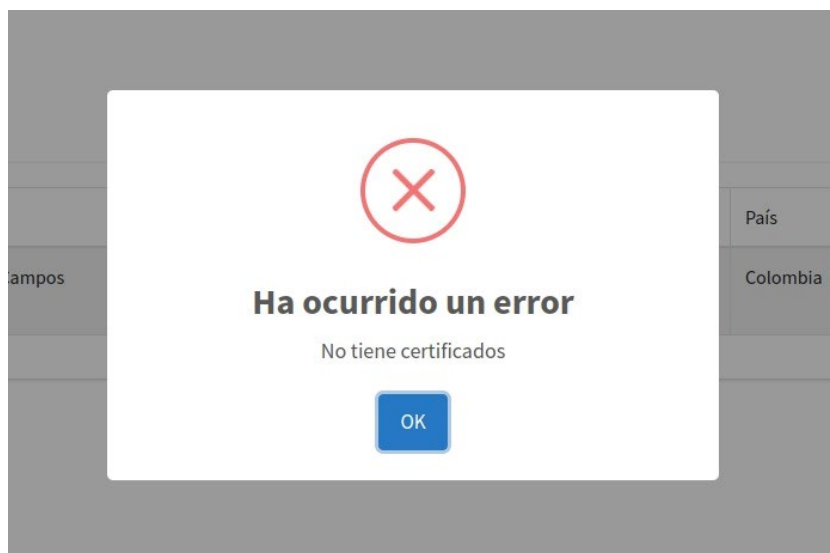 País
ampos
Colombia
Ha ocurrido un error
No tiene certificados
OK